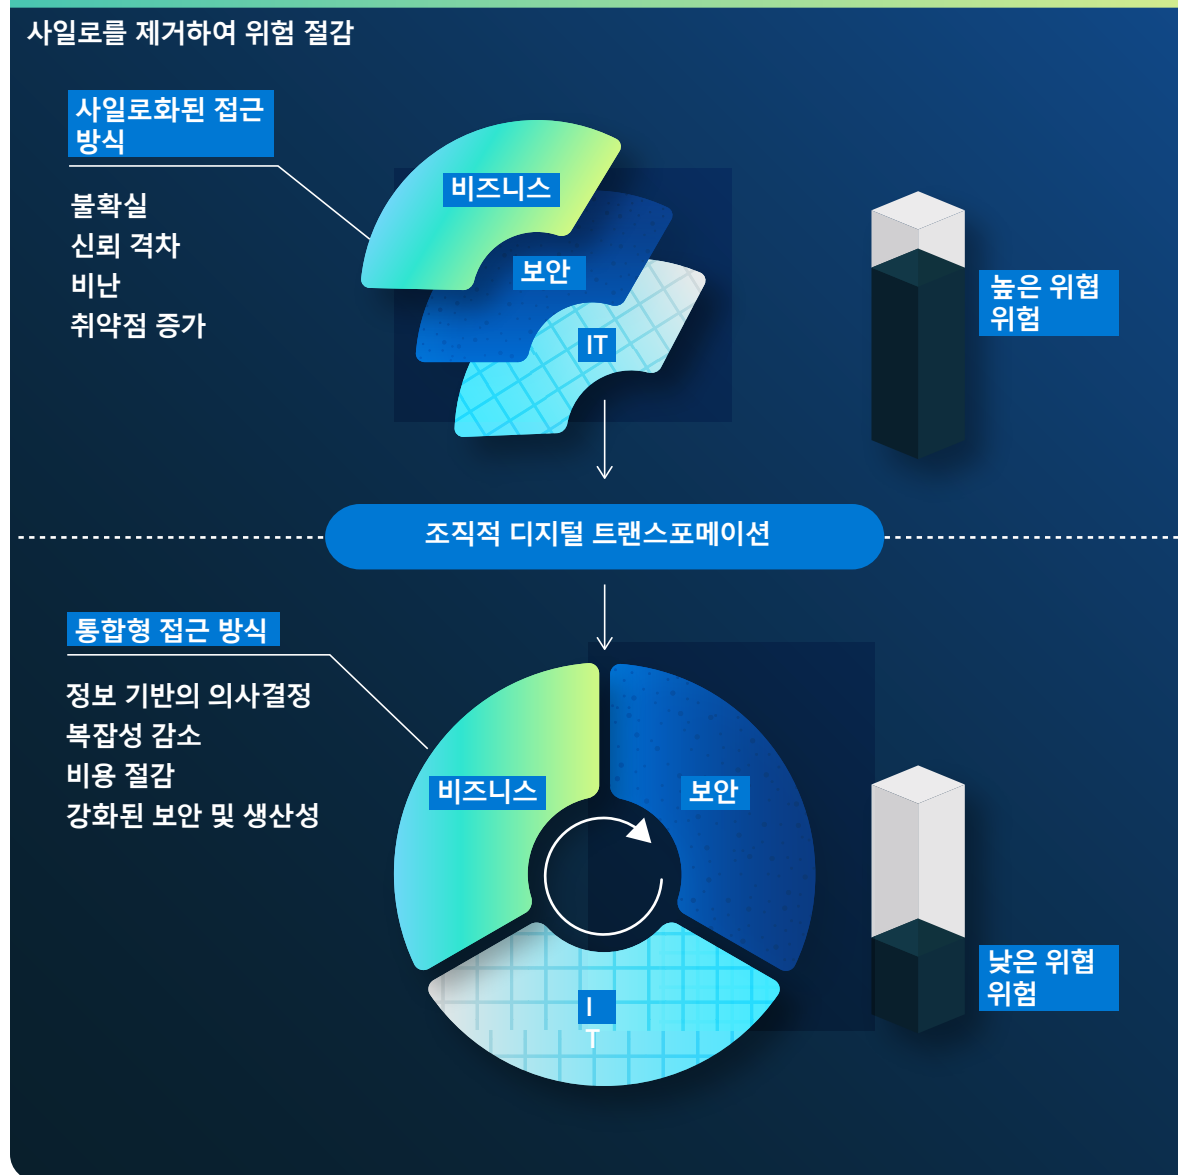 사일로를 제거하여 위험 절감
사일로화된 접근
방식
불확실
신뢰 격차
비난
취약점 증가
비즈니스
보안
IT
높은 위협
위험
조직적 디지털 트랜스포메이션
통합형 접근 방식
정보 기반의 의사결정
복잡성 감소
비용 절감
강화된 보안 및 생산성
비즈니스
보안
I
T
낮은 위협
위험